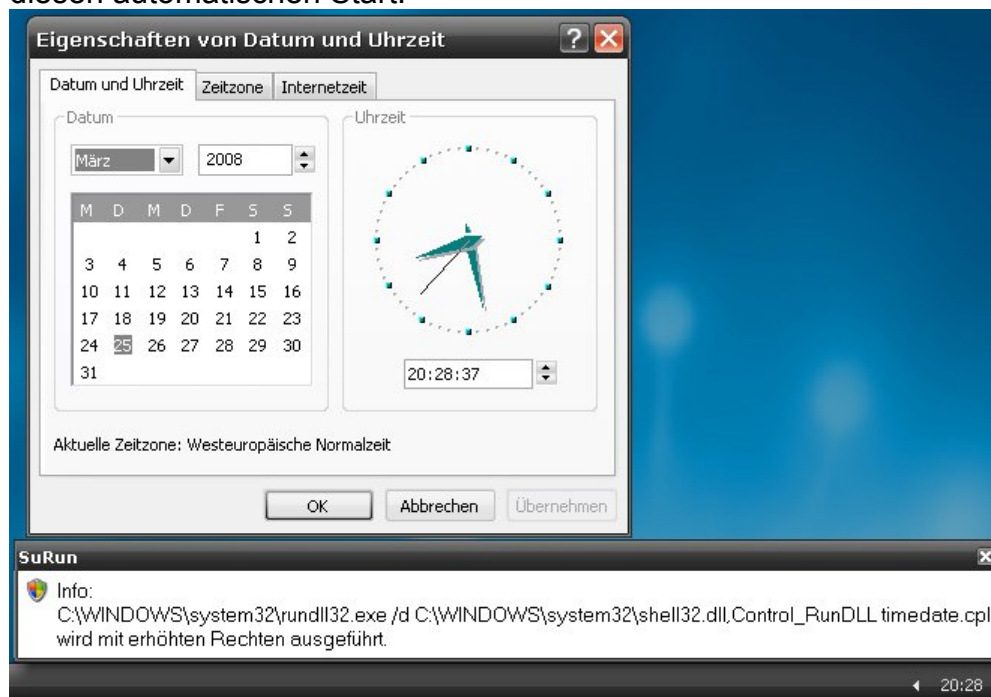 diesen automatischen Start.
Eigenschaften von Datum und Uhrzeit
Datum und Uhrzeit Zeitzone Internetzeit
Datum
Uhrzeit
März 2008
M D M D F S S
1 2
3 4 5 6 7 8 9
10 11 12 13 14 15 16
17 18 19 20 21 22 23
24 25 26 27 28 29 30
31
20:28:37
Aktuelle Zeitzone: Westeuropäische Normalzeit
OK Abbrechen Übernehmen
SuRun
Info:
C:\WINDOWS\system32\rundll32.exe /d C:\WINDOWS\system32\shell32.dll,Control_RunDLL timedate.cpl
wird mit erhöhten Rechten ausgeführt.
20:28